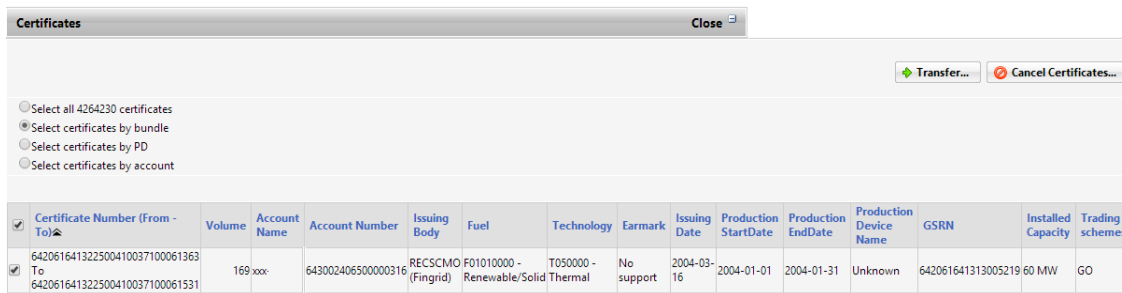 Certificates Close
Transfer... Cancel Certificates...
Select all 4264230 certificates
Select certificates by bundle
Select certificates by PD
Select certificates by account
Certificate Number (From - To) Volume Account Name Account Number Issuing Body Fuel Technology Earmark Issuing Date Production StartDate Production EndDate Production Device Name GSRN Installed Capacity Trading scheme
642061641322500410037100061363 To 642061641322500410037100061531 169 xxx- 643002406500000316 RECSCMO (Fingrid) F01010000 - Renewable/Solid T050000 - Thermal No support 2004-03-16 2004-01-01 2004-01-31 Unknown 642061641313005219 60 MW GO